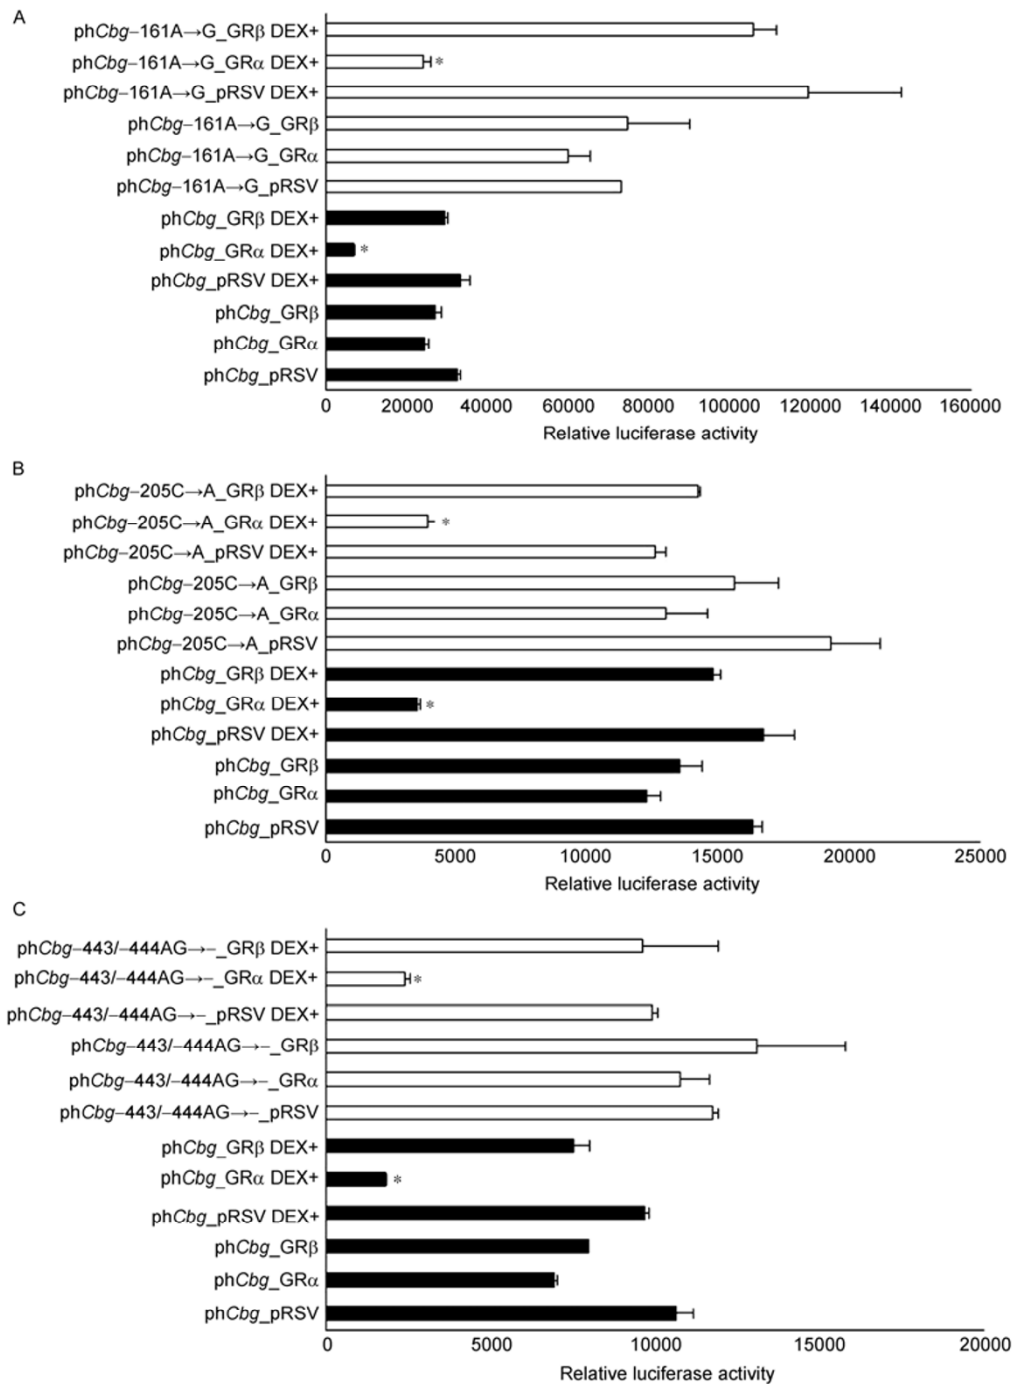 A
phCbg–161A→G_GRβ DEX+
phCbg–161A→G_GRα DEX+
*
phCbg–161A→G_pRSV DEX+
phCbg–161A→G_GRβ
phCbg–161A→G_GRα
phCbg–161A→G_pRSV
phCbg_GRβ DEX+
phCbg_GRα DEX+
*
phCbg_pRSV DEX+
phCbg_GRβ
phCbg_GRα
phCbg_pRSV
0 20000 40000 60000 80000 100000 120000 140000 160000
Relative luciferase activity
B
phCbg–205C→A_GRβ DEX+
phCbg–205C→A_GRα DEX+
*
phCbg–205C→A_pRSV DEX+
phCbg–205C→A_GRβ
phCbg–205C→A_GRα
phCbg–205C→A_pRSV
phCbg_GRβ DEX+
phCbg_GRα DEX+
*
phCbg_pRSV DEX+
phCbg_GRβ
phCbg_GRα
phCbg_pRSV
0 5000 10000 15000 20000 25000
Relative luciferase activity
C
phCbg–443/–444AG→–_GRβ DEX+
phCbg–443/–444AG→–_GRα DEX+
*
phCbg–443/–444AG→–_pRSV DEX+
phCbg–443/–444AG→–_GRβ
phCbg–443/–444AG→–_GRα
phCbg–443/–444AG→–_pRSV
phCbg_GRβ DEX+
phCbg_GRα DEX+
*
phCbg_pRSV DEX+
phCbg_GRβ
phCbg_GRα
phCbg_pRSV
0 5000 10000 15000 20000
Relative luciferase activity